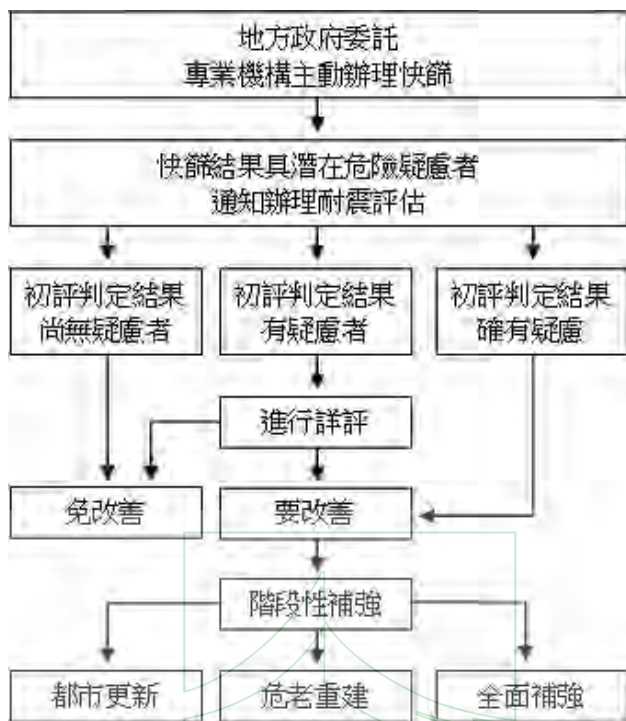 地方政府委託
專業機構主動辦理快篩
快篩結果具潛在危險疑慮者
通知辦理耐震評估
初評判定結果
尚無疑慮者
初評判定結果
有疑慮者
初評判定結果
確有疑慮
進行詳評
免改善
要改善
階段性補強
都市更新
危老重建
全面補強